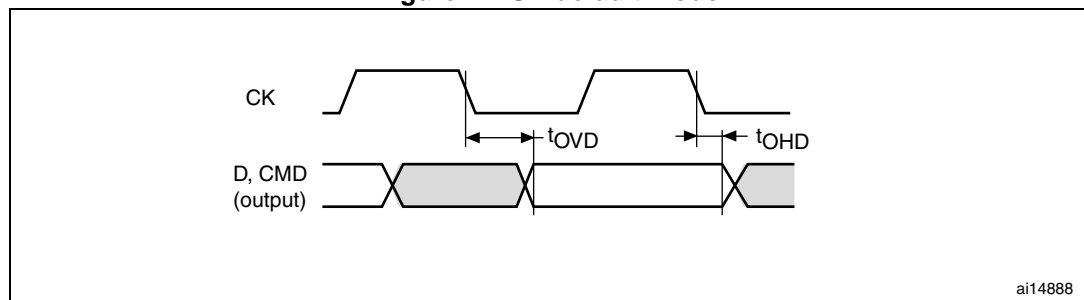 CK
tOVD
tOHD
D, CMD
(output)
ai14888